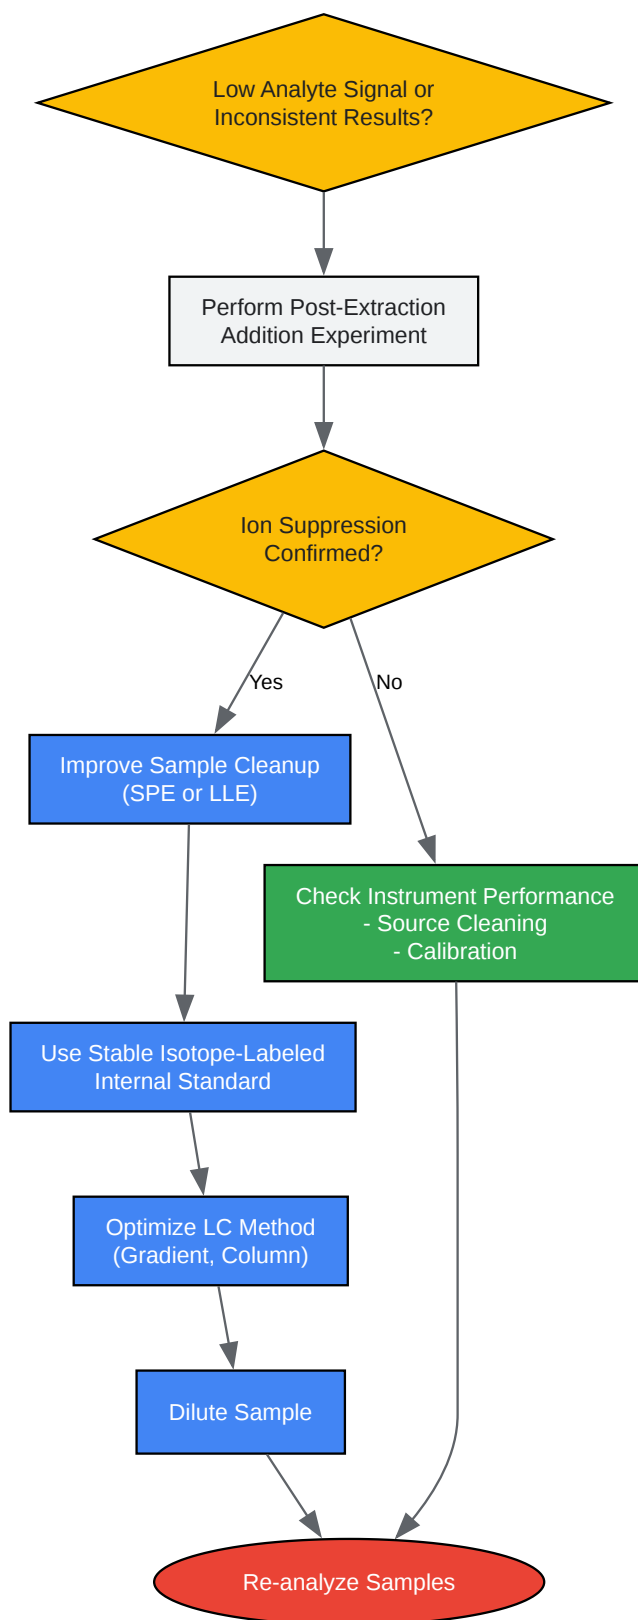 Low Analyte Signal or
Inconsistent Results?
Perform Post-Extraction
Addition Experiment
Ion Suppression
Confirmed?
Yes
No
Improve Sample Cleanup
(SPE or LLE)
Check Instrument Performance
- Source Cleaning
- Calibration
Use Stable Isotope-Labeled
Internal Standard
Optimize LC Method
(Gradient, Column)
Dilute Sample
Re-analyze Samples